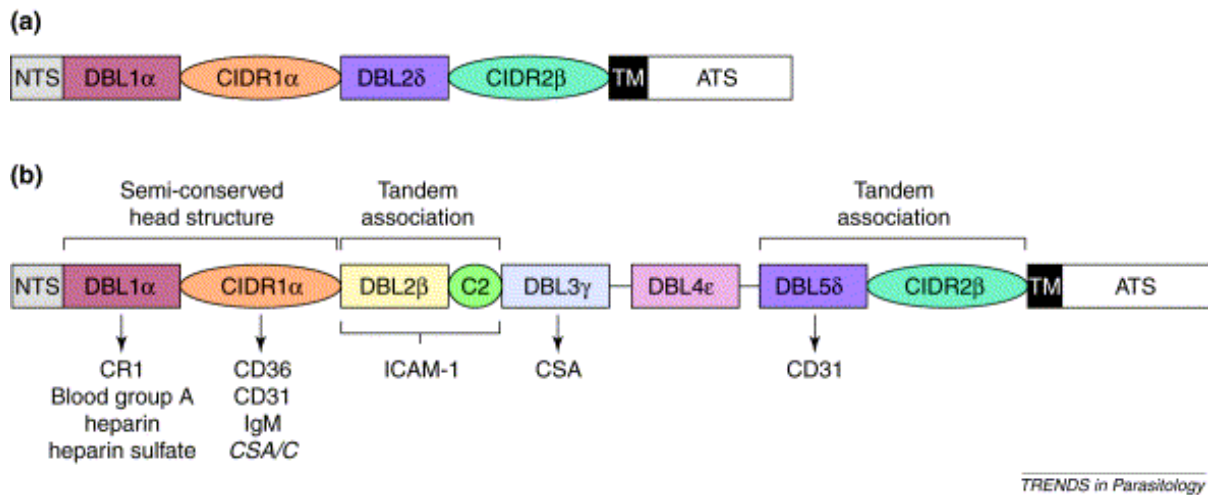 (a)
NTS DBL1α CIDR1α DBL2δ CIDR2β TM ATS
(b)
Semi-conserved head structure
Tandem association
Tandem association
NTS DBL1α CIDR1α DBL2β C2 DBL3γ DBL4ε DBL5δ CIDR2β TM ATS
CR1
Blood group A
heparin
heparin sulfate
CD36
CD31
IgM
CSA/C
ICAM-1
CSA
CD31
TRENDS in Parasitology